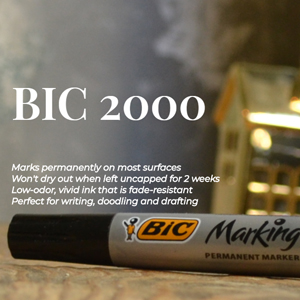 BIC 2000
Marks permanently on most surfaces
Won't dry out when left uncapped for 2 weeks
Low-odor, vivid ink that is fade-resistant
Perfect for writing, doodling and drafting
BIC Marking
PERMANENT MARKER